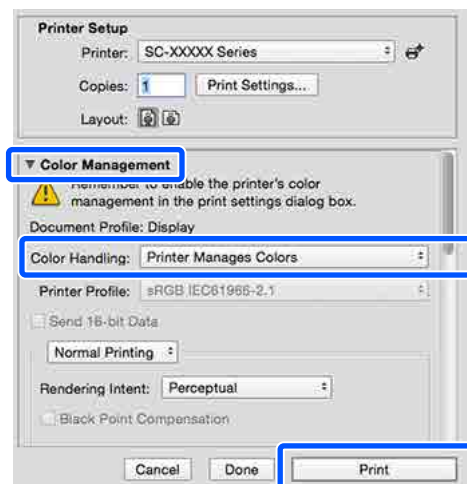 Printer Setup
Printer: SC-XXXXX Series
Copies: 1 Print Settings...
Layout:
▼ Color Management
Remember to enable the printer's color
management in the print settings dialog box.
Document Profile: Display
Color Handling: Printer Manages Colors
Printer Profile: sRGB IEC61966-2.1
Send 16-bit Data
Normal Printing
Rendering Intent: Perceptual
Black Point Compensation
Cancel Done Print